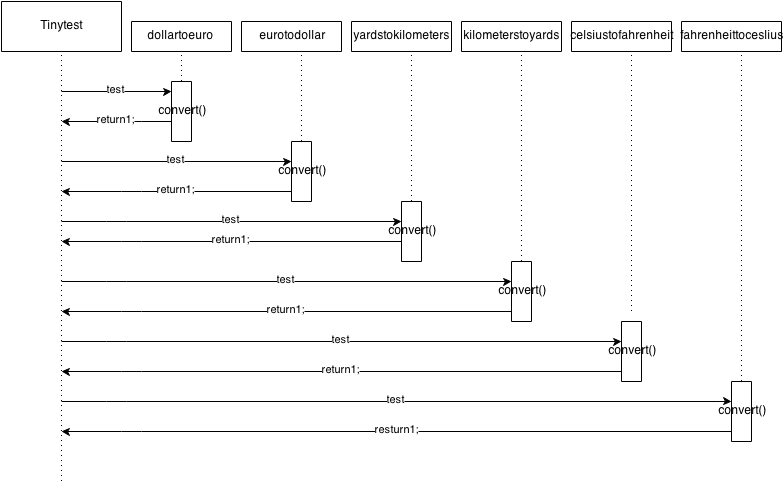 Tinytest
dollartoeuro
eurotodollar
yardstokilometers
kilometerstoyards
celsiustofahrenheit
fahrenheittoceslius
test
convert()
return1;
test
convert()
return1;
test
convert()
return1;
test
convert()
return1;
test
convert()
return1;
test
convert()
resturn1;